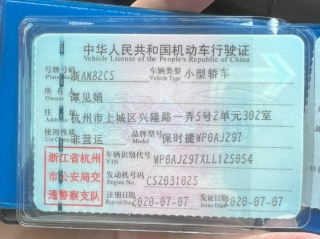 中华人民共和国机动车行驶证
Vehicle License of the People's Republic of China
号牌号码 浙AM82C5 车辆类型 小型轿车
所有人 谭见娟
住址 杭州市上城区兴隆路一弄5号2单元302室
使用性质 非营运 品牌型号 保时捷WP0AJ297
浙江省杭州市公安局交通警察支队
车辆识别代号 WP0AJ297XLL125054
VIN
发动机号码 CSZ031025
注册日期 2020-07-07 发证日期 2020-07-07